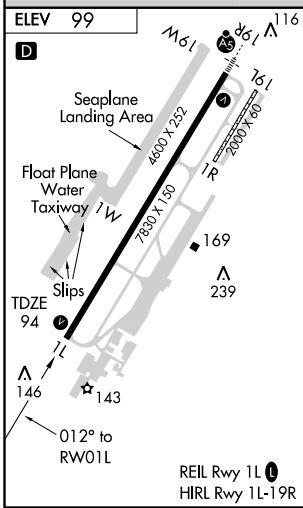 ELEV 99
D
19W
A5
19R
116
V
19L
Seaplane
Landing Area
4600 X 252
2000 X 60
Float Plane
Water
Taxiway
1W
7830 X 150
1R
169
239
Slips
TDZE
94
V
1L
146
143
012° to
RW01L
REIL Rwy 1L L
HIRL Rwy 1L-19R